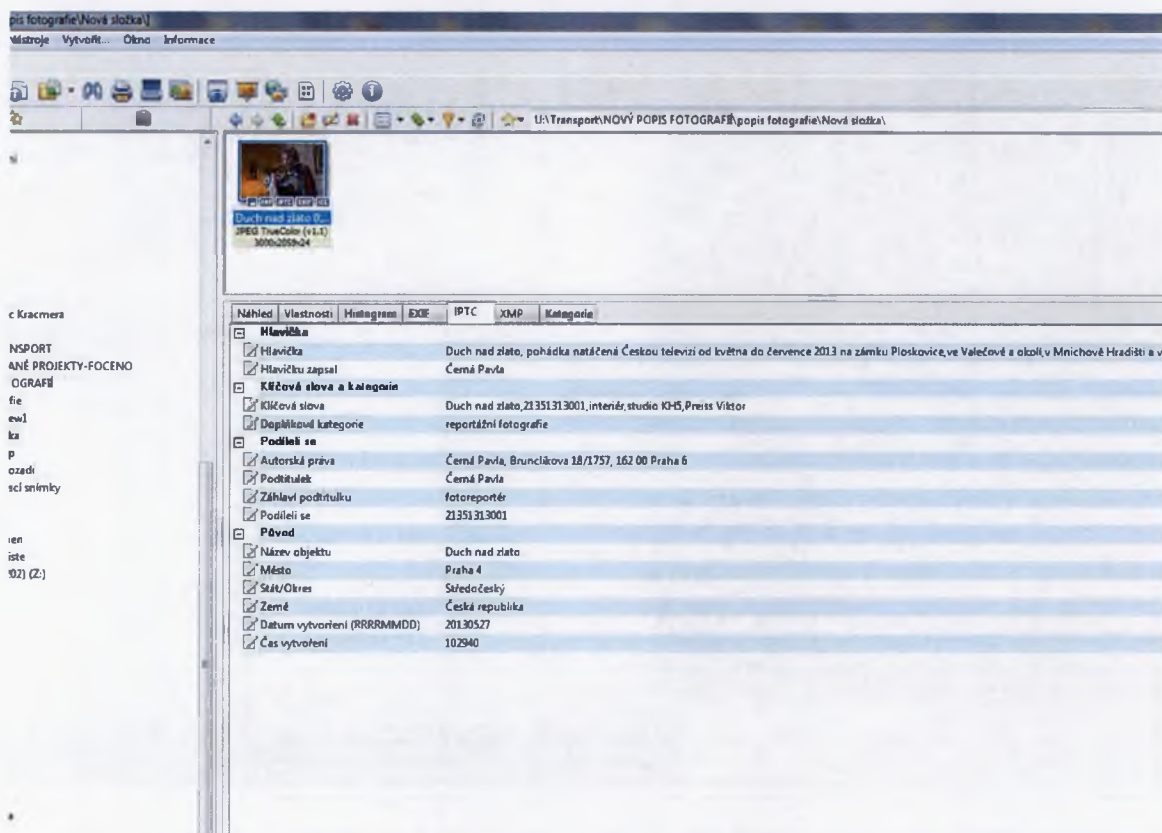 pis fotografie\Nová složka\]
Nástroje Vytvořit... Okno Informace
U:\Transport\NOVÝ POPIS FOTOGRAFIÍ\popis fotografie\Nová složka\
Duch nad zlato 0...
JPEG TrueColor (v1.1)
3000x2059x24
c Kracmera
NSPORT
ANÉ PROJEKTY-FOCENO
OGRAFIÍ
fie
ew1
ka
p
ozadí
scí snímky
ien
iste
:02) (Z:)
Náhled Vlastnosti Histogram EXIF IPTC XMP Kategorie
Hlavička
Hlavička Duch nad zlato, pohádka natáčená Českou televizí od května do července 2013 na zámku Ploskovice,ve Valečově a okolí,v Mnichově Hradišti a v
Hlavičku zapsal Černá Pavla
Klíčová slova a kategorie
Klíčová slova Duch nad zlato,21351313001,interiér,studio KH5,Preiss Viktor
Doplňkové kategorie reportážní fotografie
Podíleli se
Autorská práva Černá Pavla, Brunclíkova 18/1757, 162 00 Praha 6
Podtitulek Černá Pavla
Záhlaví podtitulku fotoreportér
Podíleli se 21351313001
Původ
Název objektu Duch nad zlato
Město Praha 4
Stát/Okres Středočeský
Země Česká republika
Datum vytvoření (RRRRMMDD) 20130527
Čas vytvoření 102940